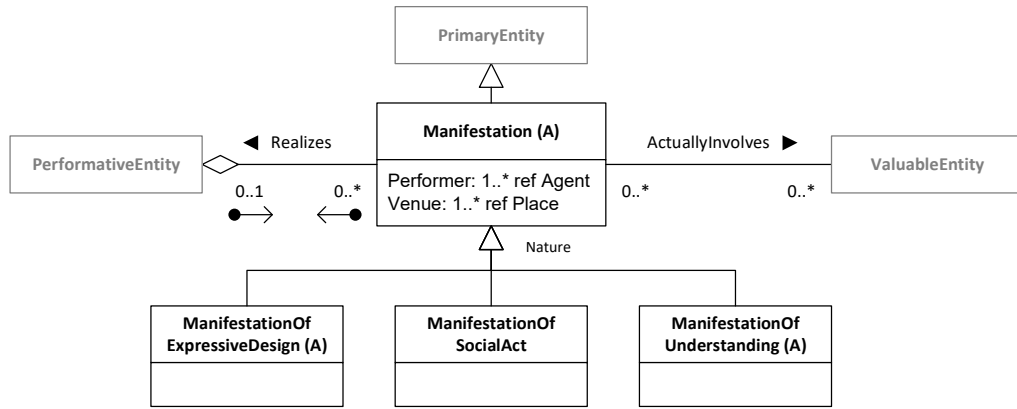 PrimaryEntity
Manifestation (A)
◄ Realizes
ActuallyInvolves ►
PerformativeEntity
ValuableEntity
Performer: 1..* ref Agent
Venue: 1..* ref Place
0..1
0..*
0..*
0..*
Nature
ManifestationOf
ExpressiveDesign (A)
ManifestationOf
SocialAct
ManifestationOf
Understanding (A)